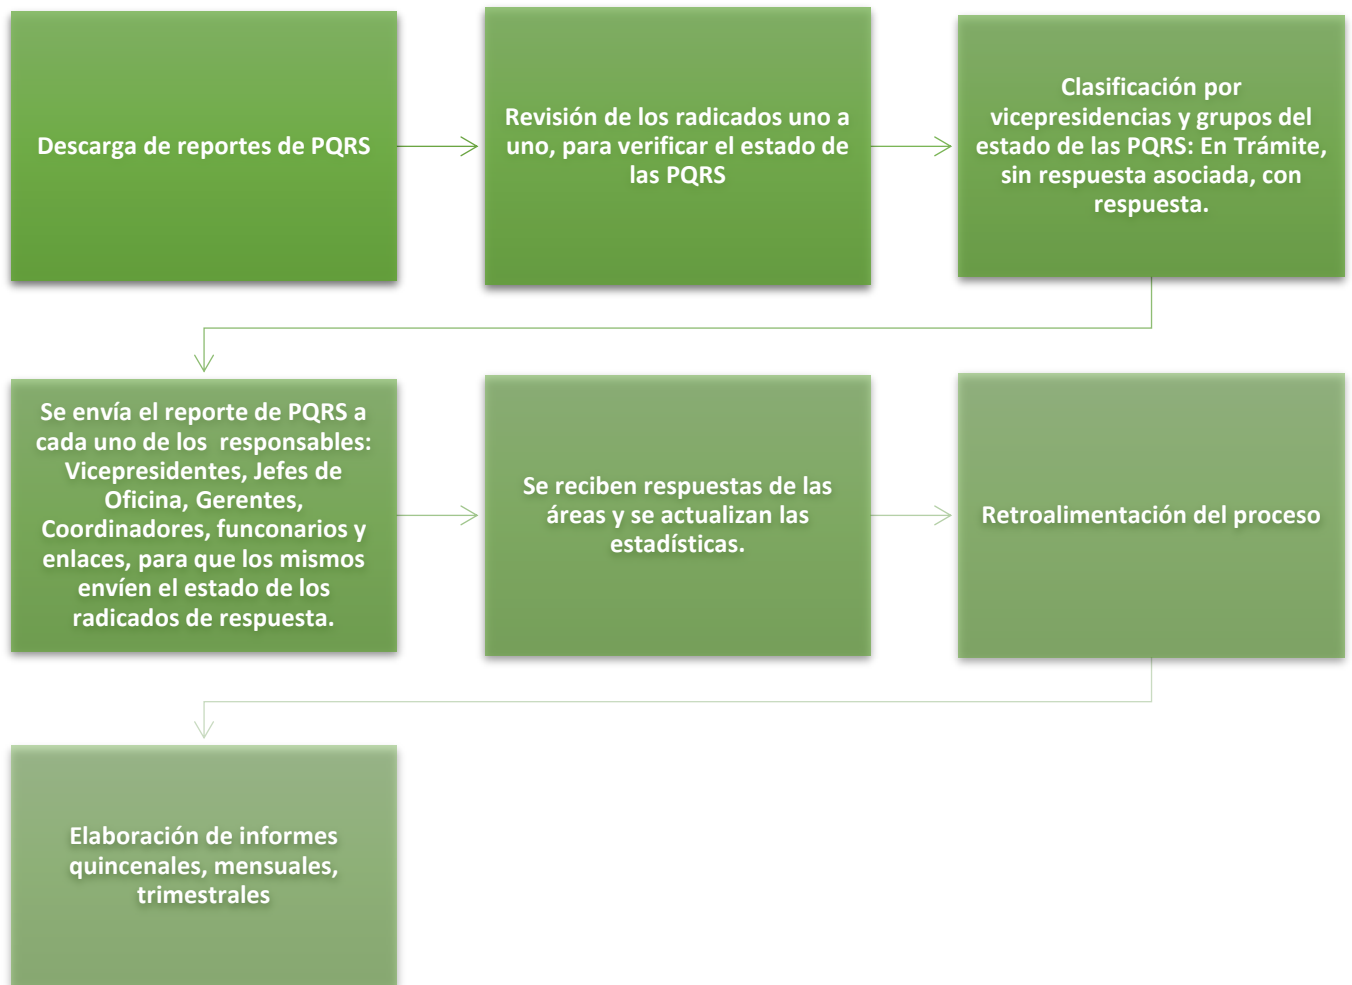 Descarga de reportes de PQRS
Revisión de los radicados uno a
uno, para verificar el estado de
las PQRS
Clasificación por
vicepresidencias y grupos del
estado de las PQRS: En Trámite,
sin respuesta asociada, con
respuesta.
Se envía el reporte de PQRS a
cada uno de los  responsables:
Vicepresidentes, Jefes de
Oficina, Gerentes,
Coordinadores, funconarios y
enlaces, para que los mismos
envíen el estado de los
radicados de respuesta.
Se reciben respuestas de las
áreas y se actualizan las
estadísticas.
Retroalimentación del proceso
Elaboración de informes
quincenales, mensuales,
trimestrales